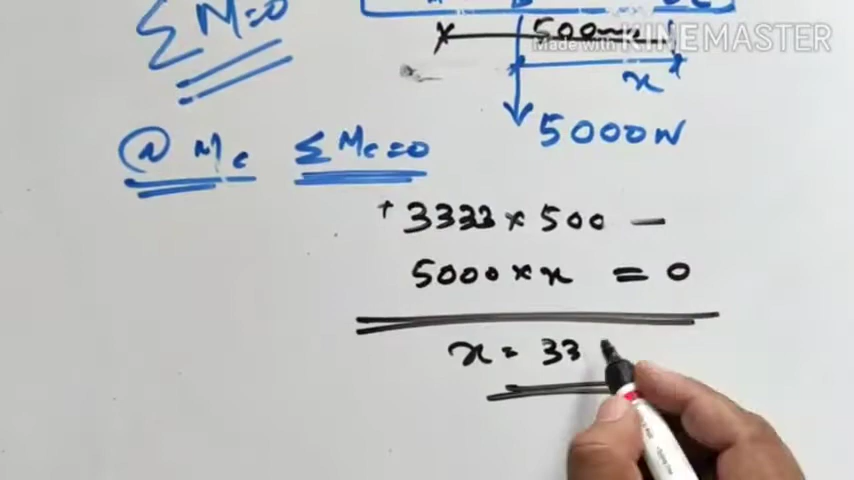 ΣM=0
500mm
Made with KINEMASTER
x
5000N
@ Mc ΣMc=0
+3333×500 —
5000×x = 0
x = 33